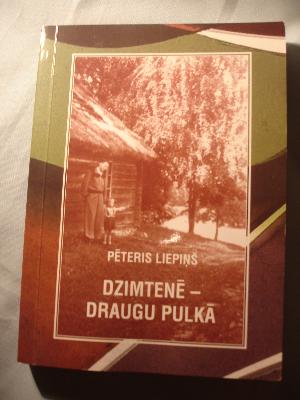 PĒTERIS LIEPIŅŠ
DZIMTENĒ –
DRAUGU PULKĀ